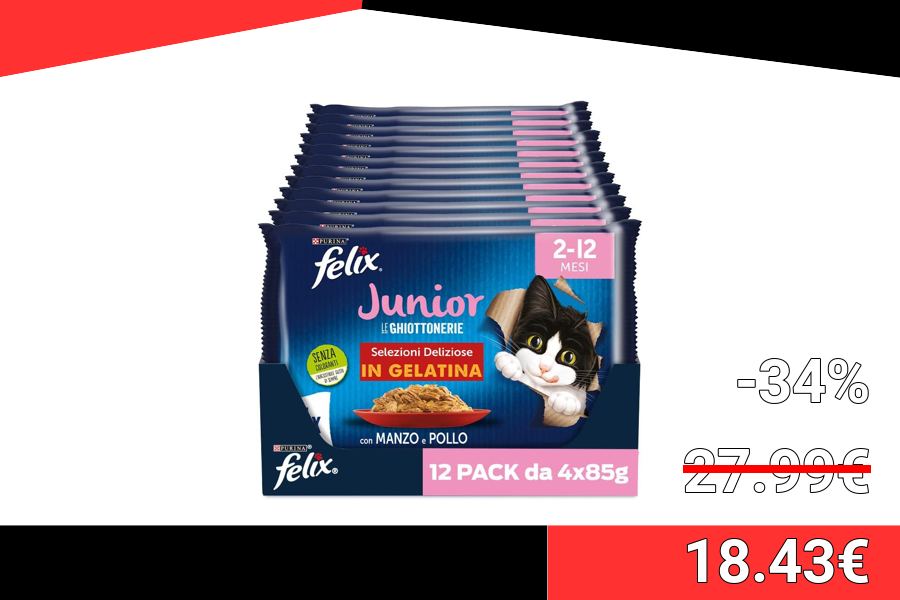 PURINA
felix
2-12
MESI
Junior
LE GHIOTTONERIE
Selezioni Deliziose
IN GELATINA
SENZA
COLORANTI
con MANZO e POLLO
PURINA
felix
12 PACK da 4x85g
-34%
27.99€
18.43€